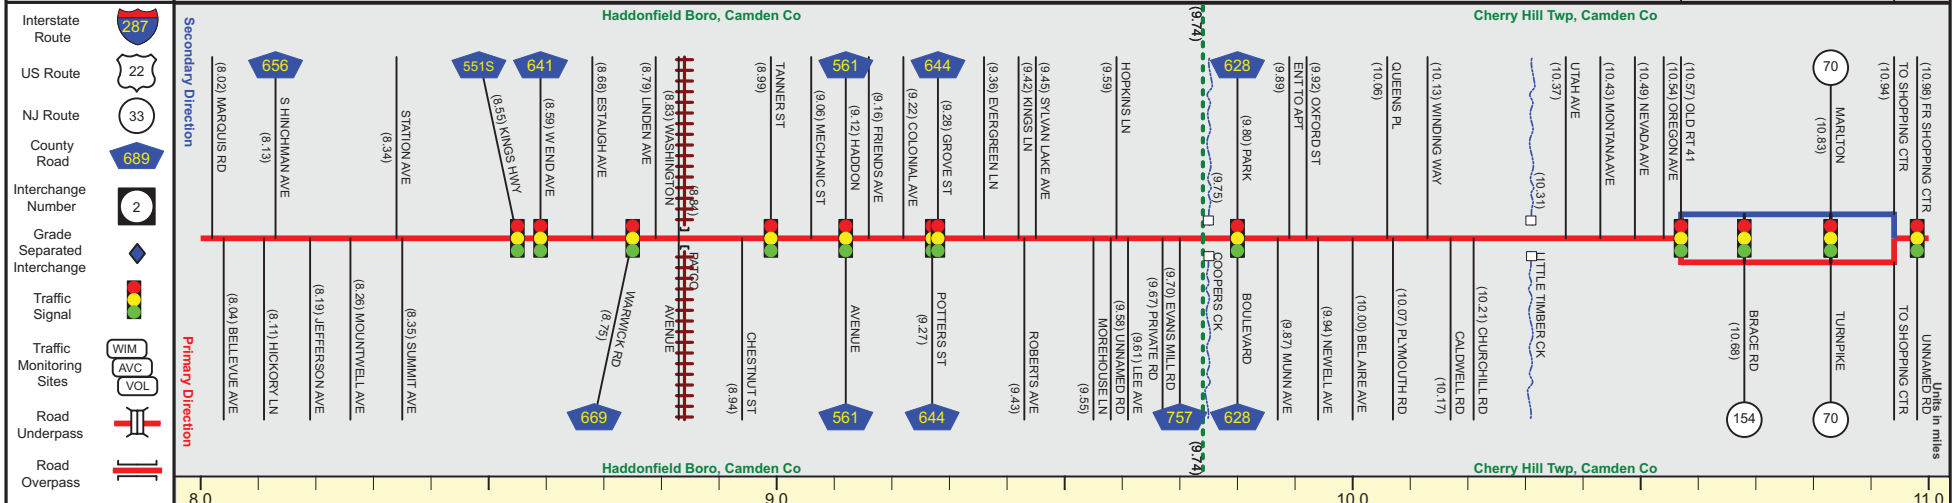 Interstate
Route
287
US Route
22
NJ Route
33
County
Road
689
Interchange
Number
2
Grade
Separated
Interchange
Traffic
Signal
Traffic
Monitoring
Sites
WIM
AVC
VOL
Road
Underpass
Road
Overpass
Secondary Direction
Primary Direction
Haddonfield Boro, Camden Co
(9.74)
Cherry Hill Twp, Camden Co
(8.02) MARQUIS RD
656
S HINCHMAN AVE
(8.13)
STATION AVE
(8.34)
551S
(8.55) KINGS HWY
641
(8.59) W END AVE
(8.68) ESTAUGH AVE
(8.79) LINDEN AVE
(8.83) WASHINGTON
(8.84)
TANNER ST
(8.99)
(9.06) MECHANIC ST
561
(9.12) HADDON
(9.16) FRIENDS AVE
(9.22) COLONIAL AVE
644
(9.28) GROVE ST
(9.36) EVERGREEN LN
(9.42) KINGS LN
(9.45) SYLVAN LAKE AVE
HOPKINS LN
(9.59)
(9.75)
628
(9.80) PARK
(9.89)
ENT TO APT
(9.92) OXFORD ST
QUEENS PL
(10.06)
(10.13) WINDING WAY
(10.31)
UTAH AVE
(10.37)
(10.43) MONTANA AVE
(10.49) NEVADA AVE
(10.54) OREGON AVE
(10.57) OLD RT 41
70
MARLTON
(10.83)
TO SHOPPING CTR
(10.94)
(10.98) FR SHOPPING CTR
(8.04) BELLEVUE AVE
(8.11) HICKORY LN
(8.19) JEFFERSON AVE
(8.26) MOUNTWELL AVE
(8.35) SUMMIT AVE
WARWICK RD
(8.75)
669
AVENUE
PATCO
CHESTNUT ST
(8.94)
AVENUE
561
POTTERS ST
(9.27)
644
ROBERTS AVE
(9.43)
MOREHOUSE LN
(9.55)
(9.58) UNNAMED RD
(9.61) LEE AVE
(9.67) PRIVATE RD
(9.70) EVANS MILL RD
757
COOPERS CK
BOULEVARD
628
(9.87) MUNN AVE
(9.94) NEWELL AVE
(10.00) BEL AIRE AVE
(10.07) PLYMOUTH RD
CALDWELL RD
(10.17)
(10.21) CHURCHILL RD
LITTLE TIMBER CK
BRACE RD
(10.68)
154
TURNPIKE
70
TO SHOPPING CTR
UNNAMED RD
Units in miles
Haddonfield Boro, Camden Co
(9.74)
Cherry Hill Twp, Camden Co
8.0
9.0
10.0
11.0